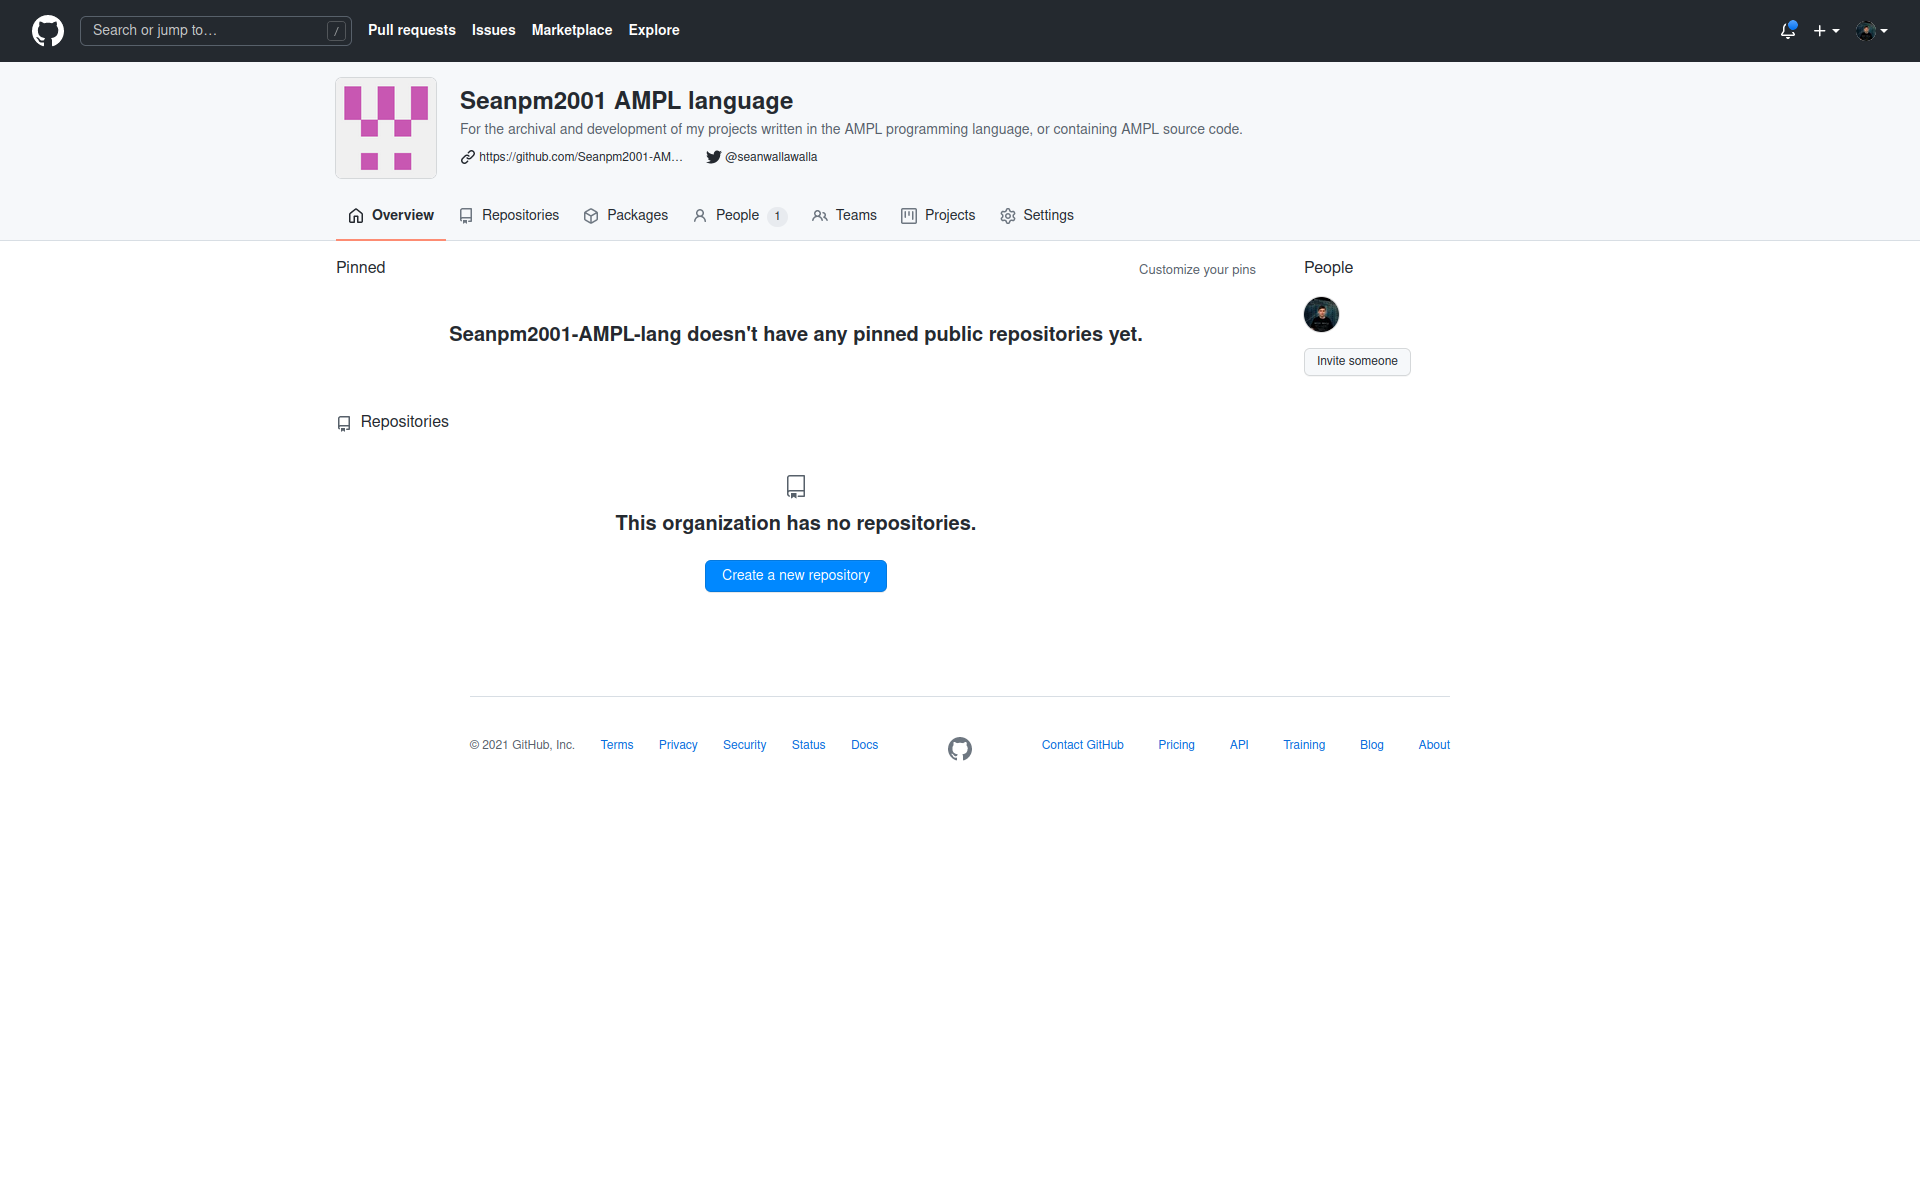 Search or jump to… / Pull requests Issues Marketplace Explore
Seanpm2001 AMPL language
For the archival and development of my projects written in the AMPL programming language, or containing AMPL source code.
https://github.com/Seanpm2001-AM… @seanwallawalla
Overview Repositories Packages People 1 Teams Projects Settings
Pinned Customize your pins People
Seanpm2001-AMPL-lang doesn't have any pinned public repositories yet.
Invite someone
Repositories
This organization has no repositories.
Create a new repository
© 2021 GitHub, Inc. Terms Privacy Security Status Docs Contact GitHub Pricing API Training Blog About